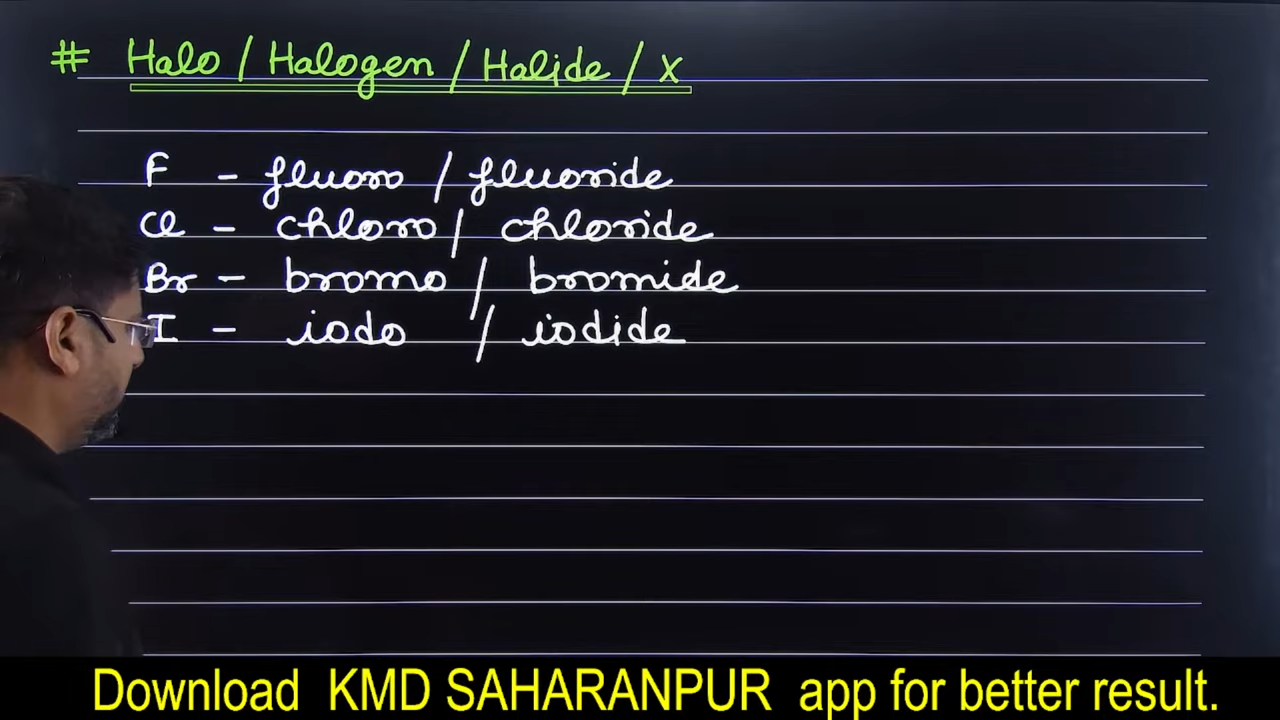 # Halo / Halogen / Halide / X
F - fluoro / fluoride
Cl - chloro / chloride
Br - bromo / bromide
I - iodo / iodide
Download KMD SAHARANPUR app for better result.